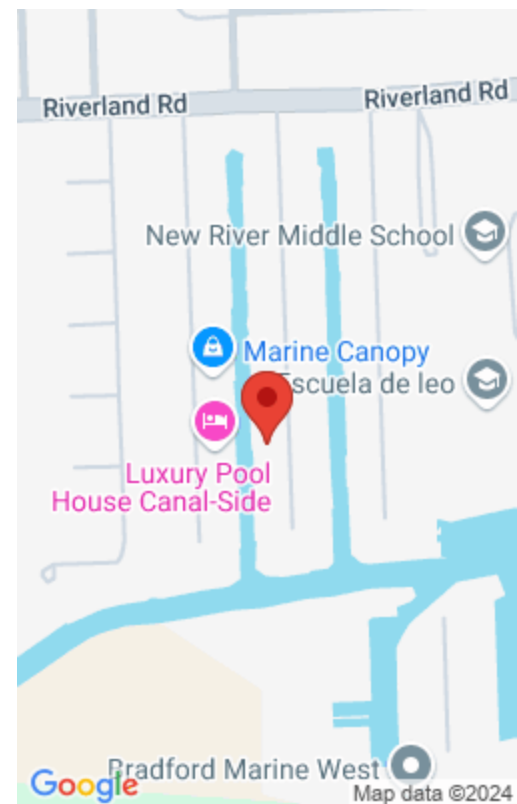 Riverland Rd
Riverland Rd
New River Middle School
Marine Canopy
Escuela de leo
Luxury Pool
House Canal-Side
Bradford Marine West
Google
Map data ©2024